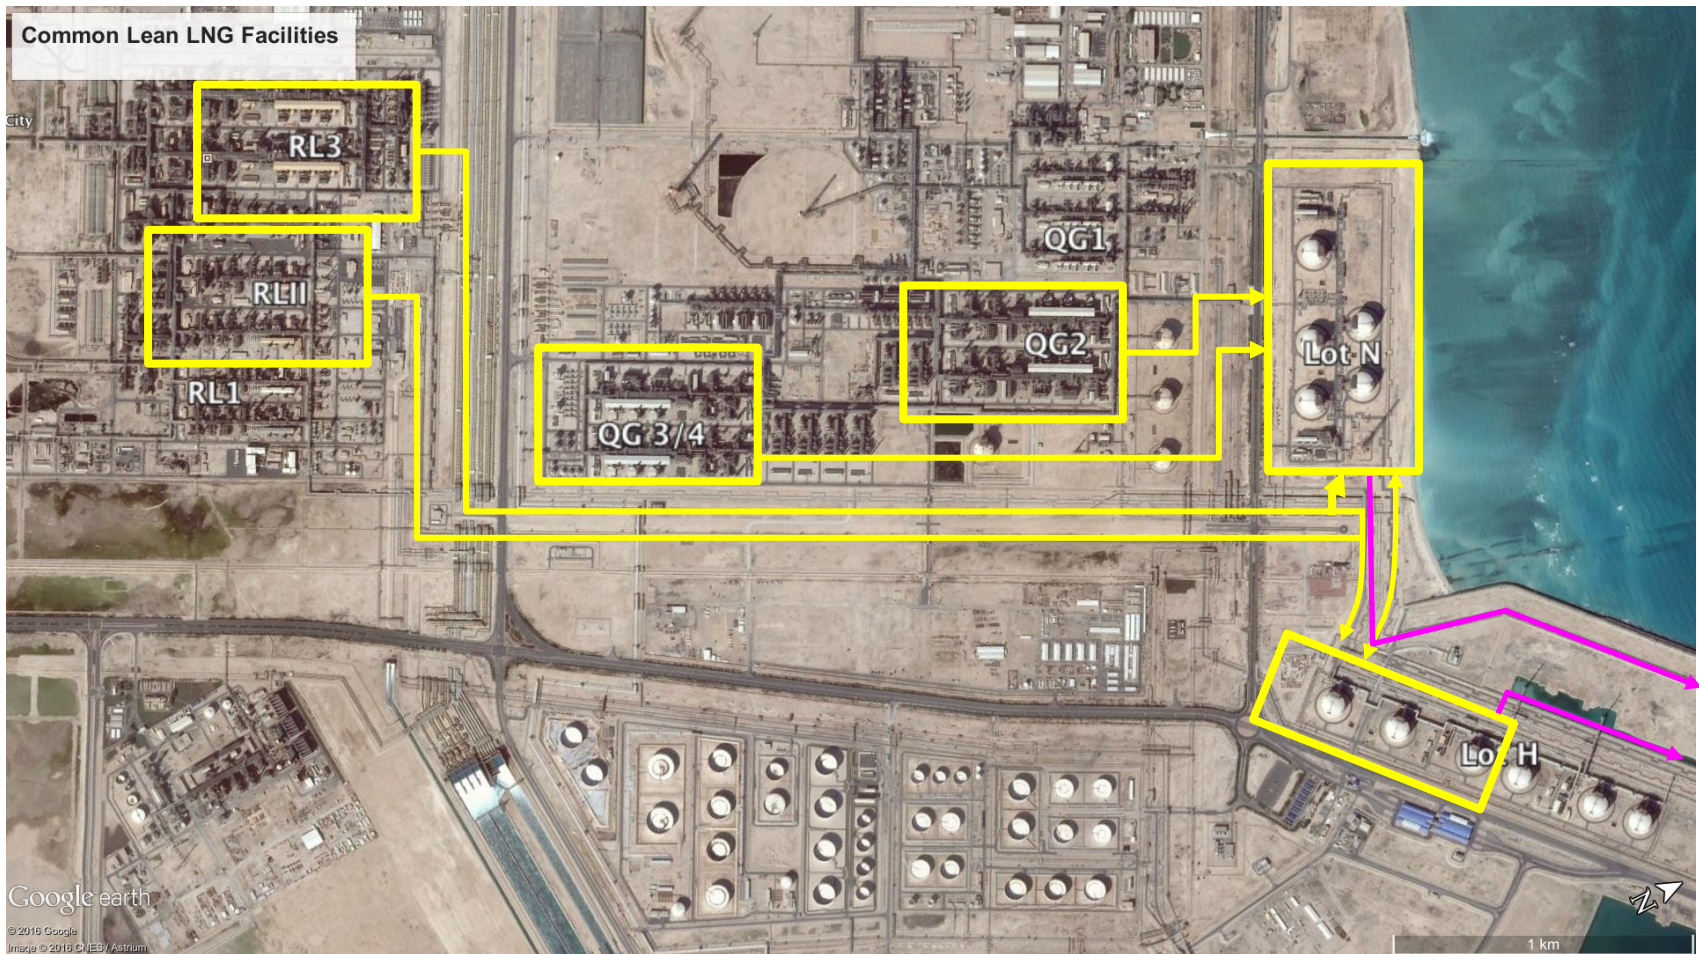 Common Lean LNG Facilities
City
RL3
RLII
RL1
QG1
QG2
QG 3/4
Lot N
Lot H
Google earth
© 2016 Google
Image © 2016 CNES / Astrium
N
1 km